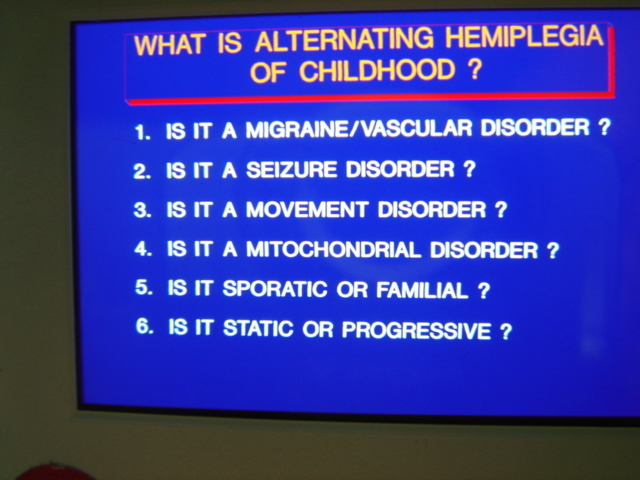 WHAT IS ALTERNATING HEMIPLEGIA
OF CHILDHOOD ?
1. IS IT A MIGRAINE/VASCULAR DISORDER ?
2. IS IT A SEIZURE DISORDER ?
3. IS IT A MOVEMENT DISORDER ?
4. IS IT A MITOCHONDRIAL DISORDER ?
5. IS IT SPORATIC OR FAMILIAL ?
6. IS IT STATIC OR PROGRESSIVE ?